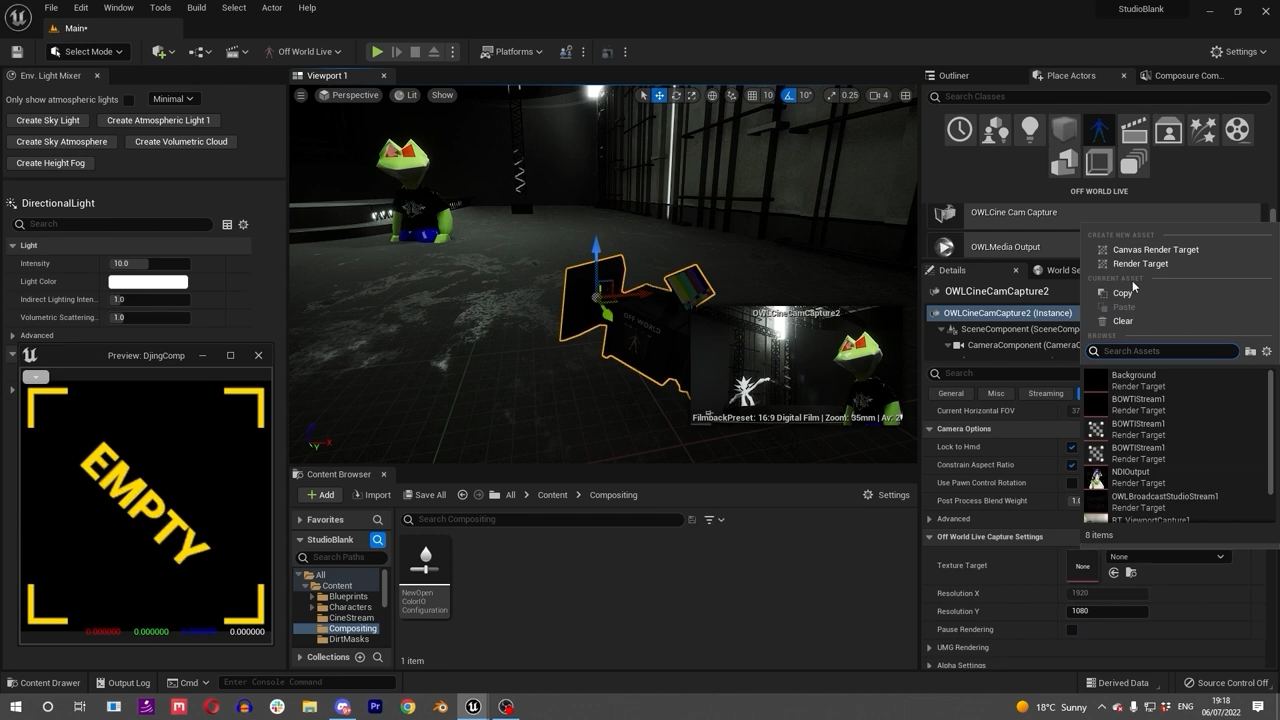 File Edit Window Tools Build Select Actor Help
StudioBlank
Main*
Select Mode
Off World Live
Platforms
Settings
Env. Light Mixer
Only show atmospheric lights
Minimal
Create Sky Light
Create Atmospheric Light 1
Create Sky Atmosphere
Create Volumetric Cloud
Create Height Fog
DirectionalLight
Search
Light
Intensity 10.0
Light Color
Indirect Lighting Inten... 1.0
Volumetric Scattering... 1.0
Advanced
Preview: DjingComp
EMPTY
0.000000 0.000000 0.000000 0.000000
Viewport 1
Perspective Lit Show
10 10° 0.25 4
OFF WORLD
OWLCineCamCapture2
FilmbackPreset: 16:9 Digital Film | Zoom: 35mm | Av: 2
X
Y
Content Browser
Add Import Save All All Content Compositing Settings
Favorites
StudioBlank
Search Paths
All
Content
Blueprints
Characters
CineStream
Compositing
DirtMasks
Collections
Search Compositing
NewOpen
ColorIO
Configuration
1 item
Outliner Place Actors Composure Com...
Search Classes
OFF WORLD LIVE
OWLCine Cam Capture
OWLMedia Output
Details World Se
OWLCineCamCapture2
OWLCineCamCapture2 (Instance)
SceneComponent (SceneComp
CameraComponent (CameraC
Search
General Misc Streaming
Current Horizontal FOV 37
Camera Options
Lock to Hmd
Constrain Aspect Ratio
Use Pawn Control Rotation
Post Process Blend Weight 1.0
Advanced
Off World Live Capture Settings
Texture Target None None
Resolution X 1920
Resolution Y 1080
Pause Rendering
UMG Rendering
Alpha Settings
CREATE NEW ASSET
Canvas Render Target
Render Target
CURRENT ASSET
Copy
Paste
Clear
BROWSE
Search Assets
Background
Render Target
BOWTIStream1
Render Target
BOWTIStream1
Render Target
BOWTIStream1
Render Target
NDIOutput
Render Target
OWLBroadcastStudioStream1
Render Target
RT_ViewportCapture1
8 items
Content Drawer Output Log Cmd Enter Console Command
Derived Data Source Control Off
18°C Sunny ENG
19:18
06/07/2022